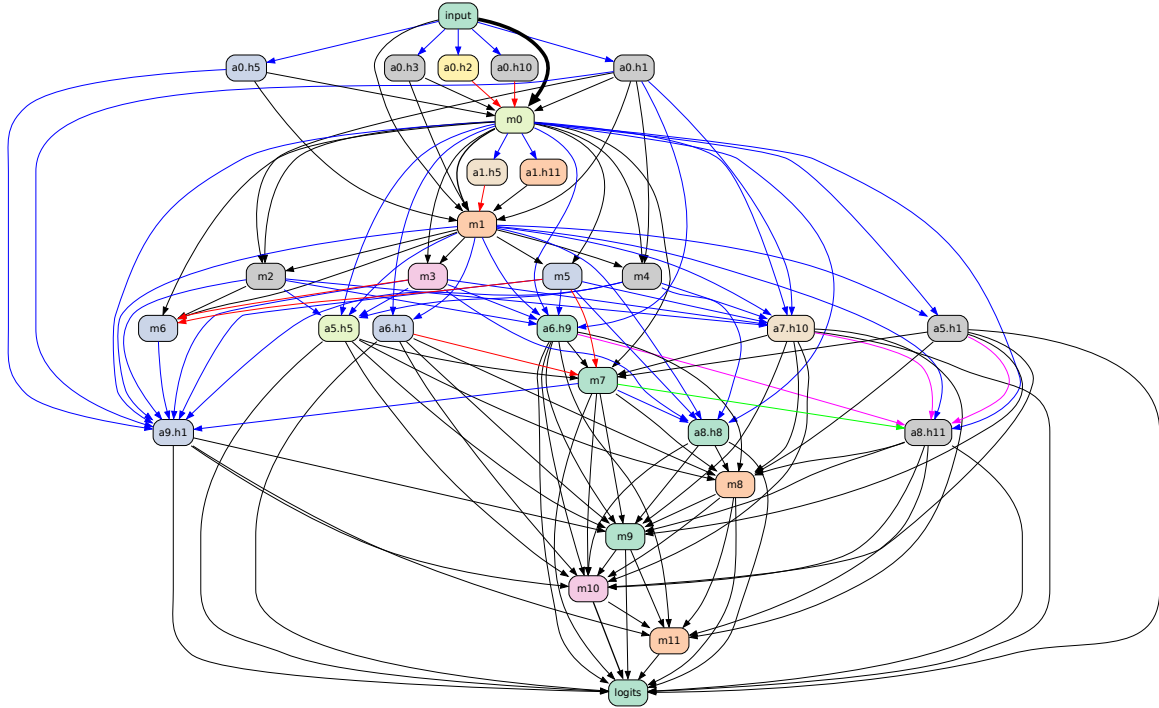 input
a0.h5 a0.h3 a0.h2 a0.h10 a0.h1
m0
a1.h5 a1.h11
m1
m2 m3 m5 m4
m6 a5.h5 a6.h1 a6.h9 a7.h10 a5.h1
m7
a9.h1 a8.h8 a8.h11
m8
m9
m10
m11
logits